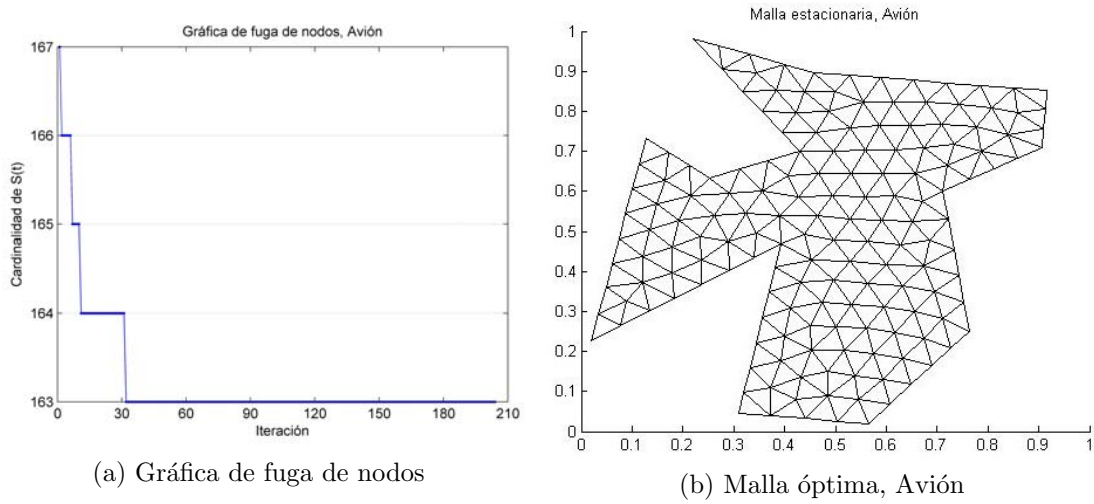 Gráfica de fuga de nodos, Avión
167
166
165
164
163
Cardinalidad de S(t)
0 30 60 90 120 150 180 210
Iteración
(a) Gráfica de fuga de nodos
Malla estacionaria, Avión
1
0.9
0.8
0.7
0.6
0.5
0.4
0.3
0.2
0.1
0
0 0.1 0.2 0.3 0.4 0.5 0.6 0.7 0.8 0.9 1
(b) Malla óptima, Avión